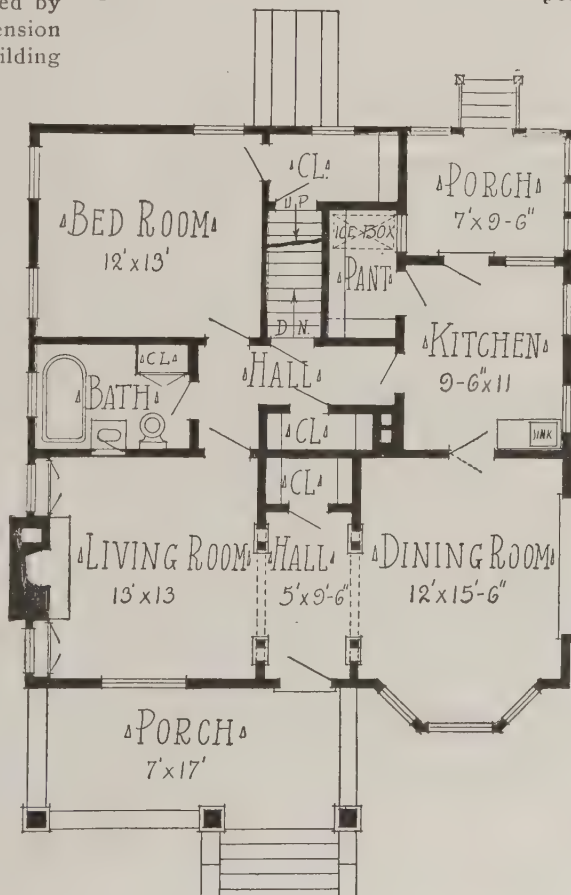 ed by
ension
ilding
CL.
UP
PORCH
7'x9-6"
BED ROOM
12'x13'
ICE BOX
PANT
DN.
KITCHEN
9-6"x11
CL
HALL
BATH
CL
SINK
CL
LIVING ROOM
13'x13
HALL
5'x9'-6"
DINING ROOM
12'x15'-6"
PORCH
7'x17'